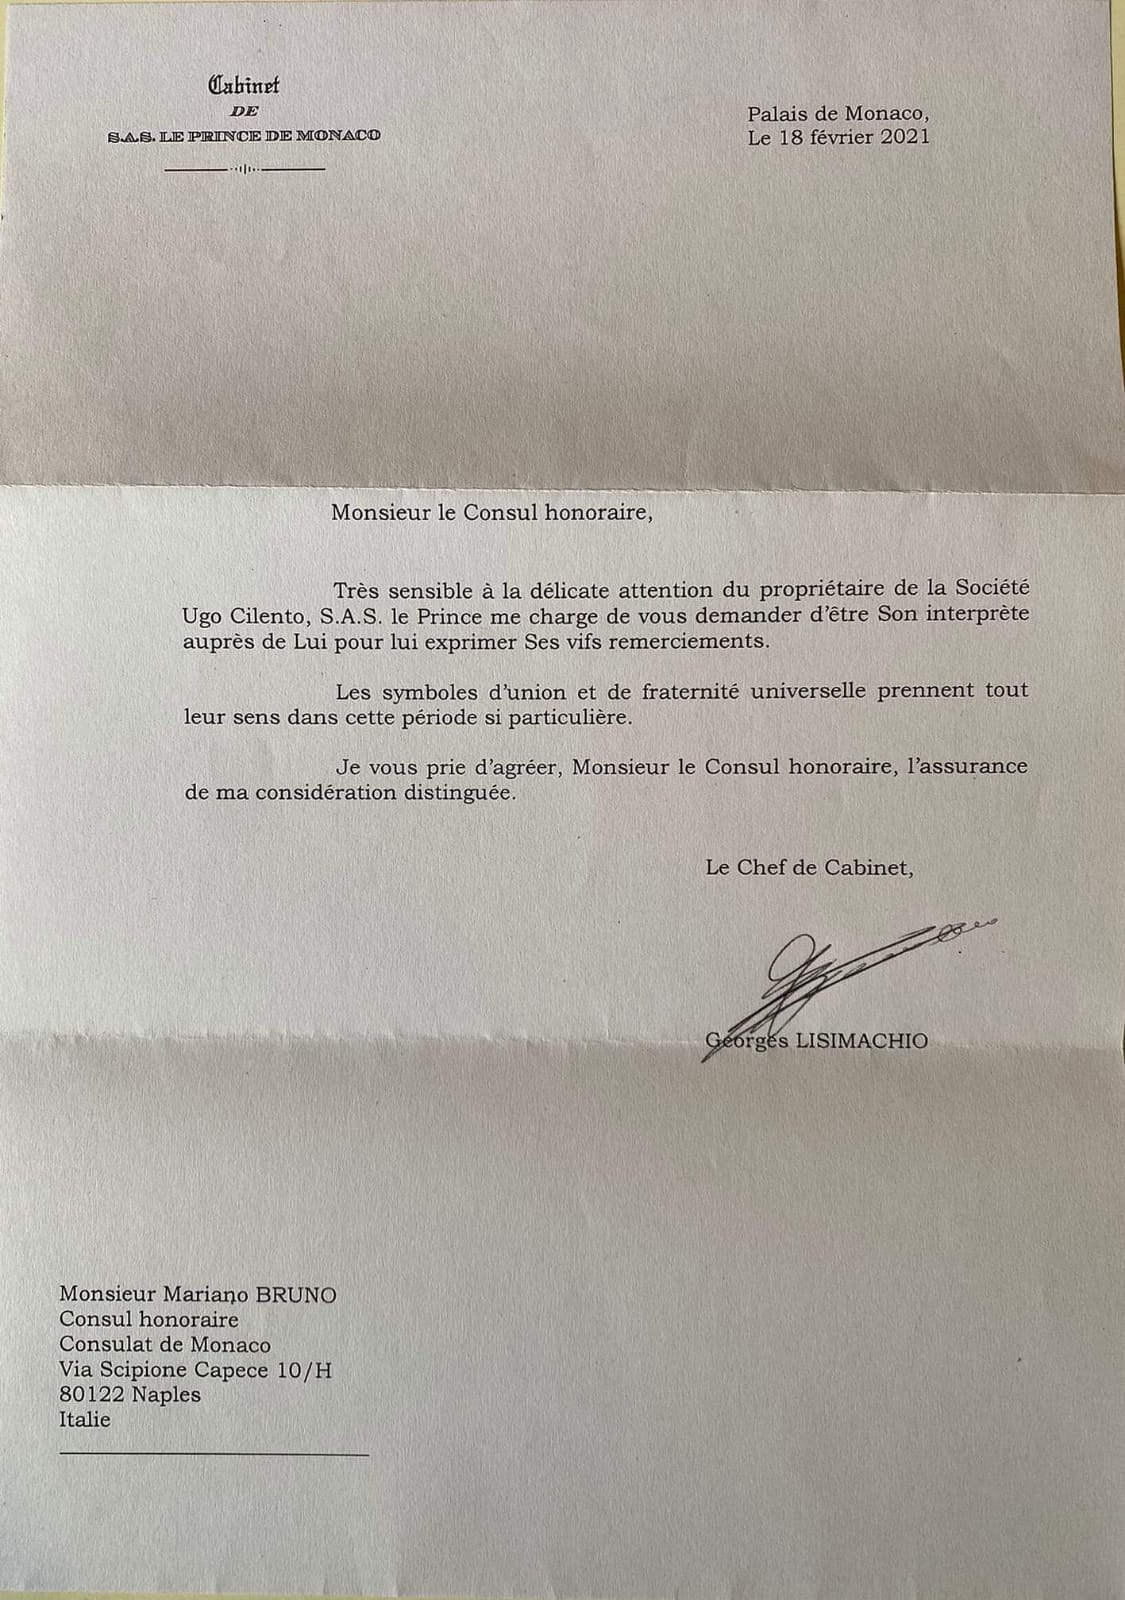 Cabinet
DE
S.A.S. LE PRINCE DE MONACO
Palais de Monaco,
Le 18 février 2021
Monsieur le Consul honoraire,
Très sensible à la délicate attention du propriétaire de la Société
Ugo Cilento, S.A.S. le Prince me charge de vous demander d'être Son interprète
auprès de Lui pour lui exprimer Ses vifs remerciements.
Les symboles d'union et de fraternité universelle prennent tout
leur sens dans cette période si particulière.
Je vous prie d'agréer, Monsieur le Consul honoraire, l'assurance
de ma considération distinguée.
Le Chef de Cabinet,
Georges LISIMACHIO
Monsieur Mariano BRUNO
Consul honoraire
Consulat de Monaco
Via Scipione Capece 10/H
80122 Naples
Italie